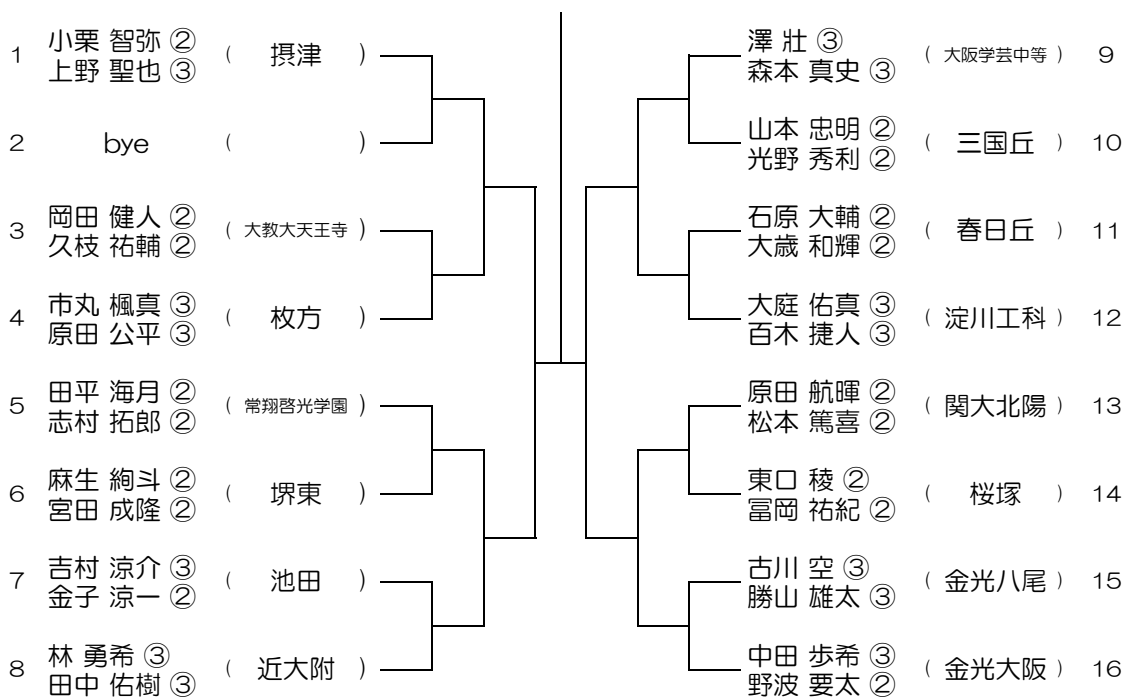 1 小栗 智弥 ② ( 摂津 )
上野 聖也 ③
2 bye ( )
3 岡田 健人 ② ( 大教大天王寺 )
久枝 祐輔 ②
4 市丸 楓真 ③ ( 枚方 )
原田 公平 ③
5 田平 海月 ② ( 常翔啓光学園 )
志村 拓郎 ②
6 麻生 絢斗 ② ( 堺東 )
宮田 成隆 ②
7 吉村 涼介 ③ ( 池田 )
金子 涼一 ②
8 林 勇希 ③ ( 近大附 )
田中 佑樹 ③
澤 壮 ③ ( 大阪学芸中等 ) 9
森本 真史 ③
山本 忠明 ② ( 三国丘 ) 10
光野 秀利 ②
石原 大輔 ② ( 春日丘 ) 11
大歳 和輝 ②
大庭 佑真 ③ ( 淀川工科 ) 12
百木 捷人 ③
原田 航暉 ② ( 関大北陽 ) 13
松本 篤喜 ②
東口 稜 ② ( 桜塚 ) 14
冨岡 祐紀 ②
古川 空 ③ ( 金光八尾 ) 15
勝山 雄太 ③
中田 歩希 ③ ( 金光大阪 ) 16
野波 要太 ②